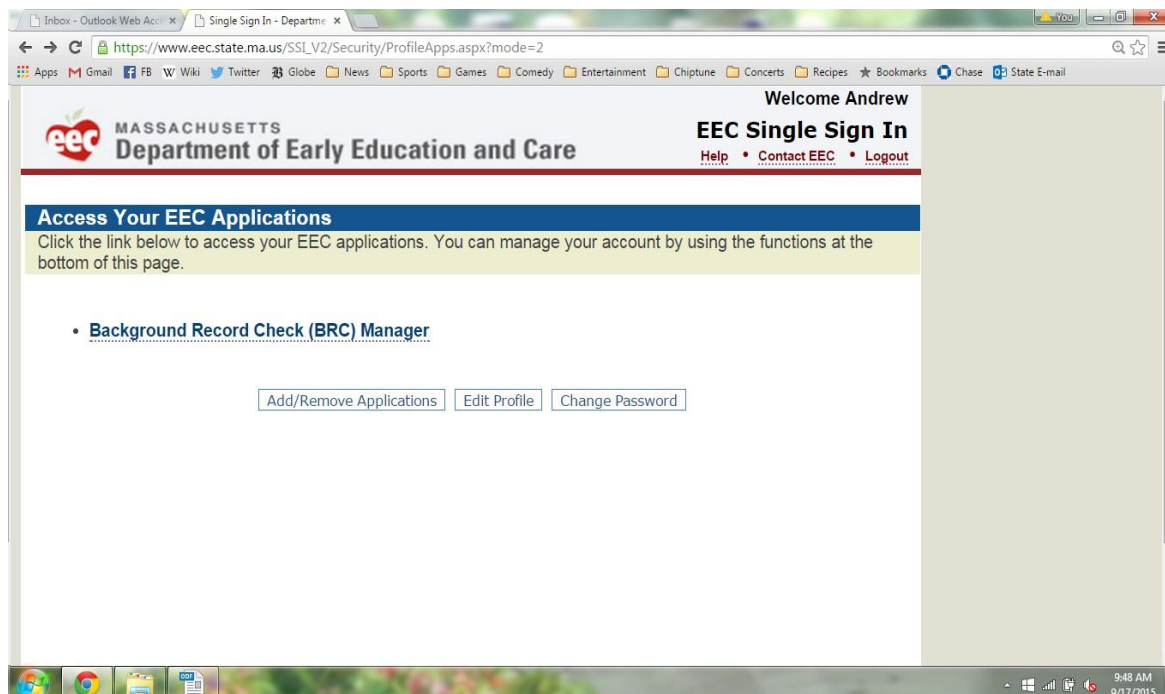 Inbox - Outlook Web Acc
Single Sign In - Departme
You
https://www.eec.state.ma.us/SSI_V2/Security/ProfileApps.aspx?mode=2
Apps Gmail FB Wiki Twitter Globe News Sports Games Comedy Entertainment Chiptune Concerts Recipes Bookmarks Chase State E-mail
Welcome Andrew
eec MASSACHUSETTS
Department of Early Education and Care
EEC Single Sign In
Help • Contact EEC • Logout
Access Your EEC Applications
Click the link below to access your EEC applications. You can manage your account by using the functions at the
bottom of this page.
• Background Record Check (BRC) Manager
Add/Remove Applications Edit Profile Change Password
9:48 AM
9/17/2015